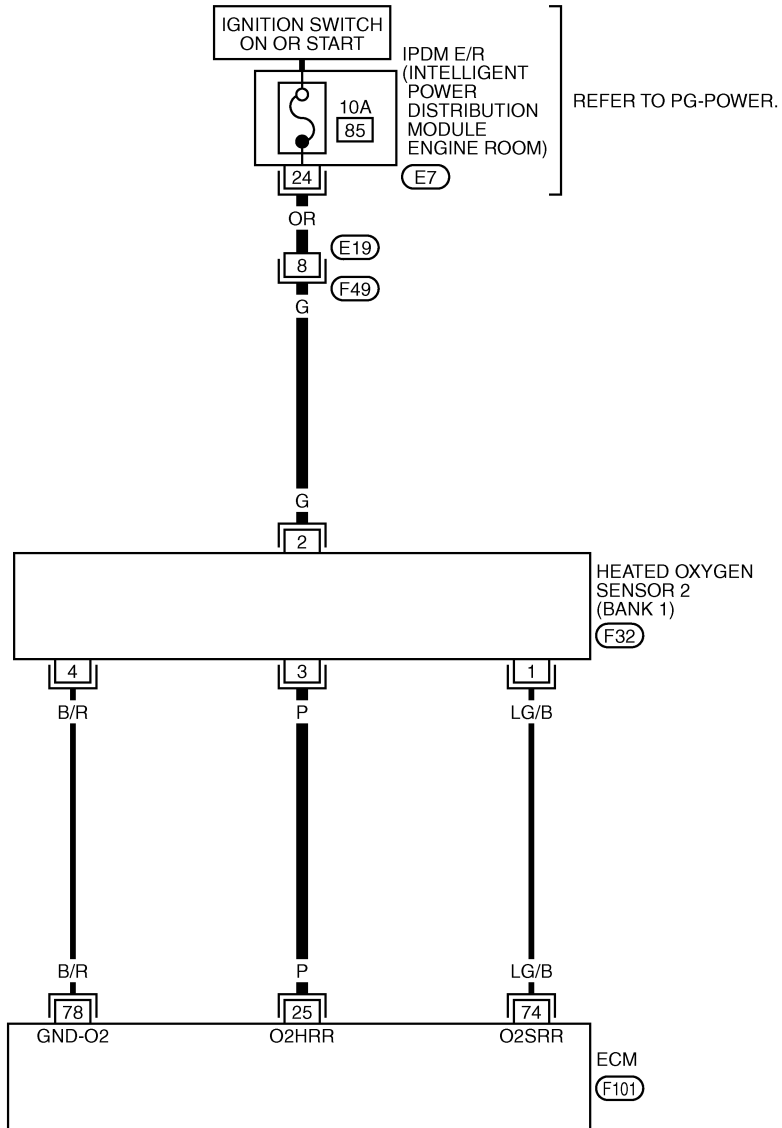 IGNITION SWITCH
ON OR START
IPDM E/R
(INTELLIGENT
POWER
DISTRIBUTION
MODULE
ENGINE ROOM)
REFER TO PG-POWER.
10A
85
24
E7
OR
E19
8
F49
G
G
2
HEATED OXYGEN
SENSOR 2
(BANK 1)
F32
4
3
1
B/R
P
LG/B
B/R
P
LG/B
78
25
74
GND-O2
O2HRR
O2SRR
ECM
F101